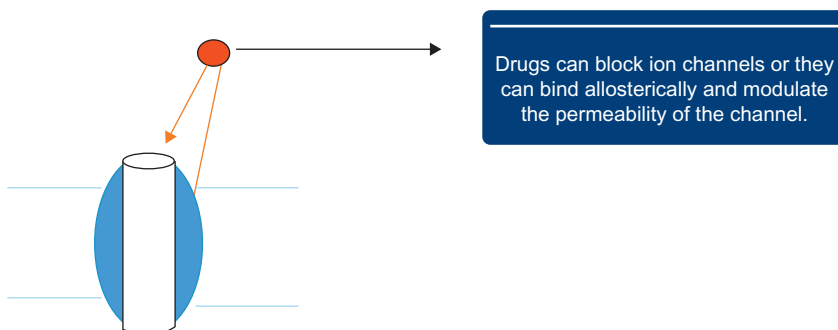 Drugs can block ion channels or they
can bind allosterically and modulate
the permeability of the channel.